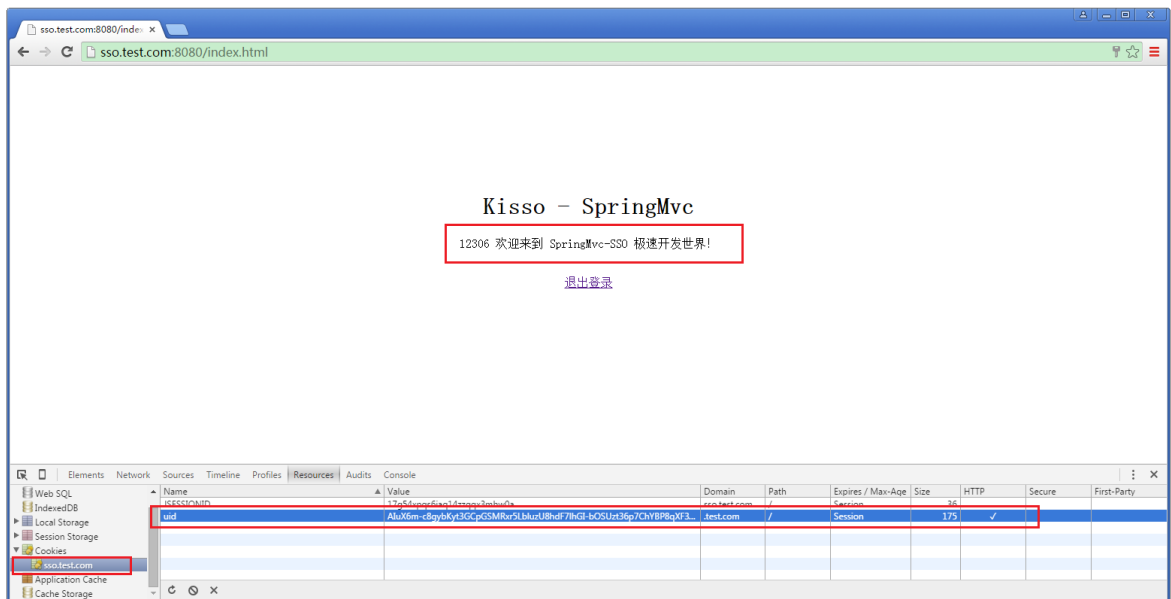 sso.test.com:8080/inde
sso.test.com:8080/index.html
Kisso - SpringMvc
12306 欢迎来到 SpringMvc-SSO 极速开发世界!
退出登录
Elements Network Sources Timeline Profiles Resources Audits Console
Web SQL
IndexedDB
Local Storage
Session Storage
Cookies
sso.test.com
Application Cache
Cache Storage
Name Value Domain Path Expires / Max-Age Size HTTP Secure First-Party
JSESSIONID sso.test.com / Session 36
uid .test.com / Session 175 ✓